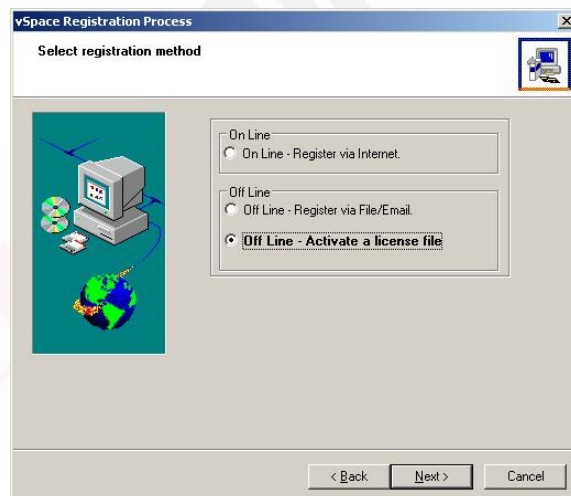 vSpace Registration Process
Select registration method
On Line
On Line - Register via Internet.
Off Line
Off Line - Register via File/Email.
Off Line - Activate a license file
< Back
Next >
Cancel